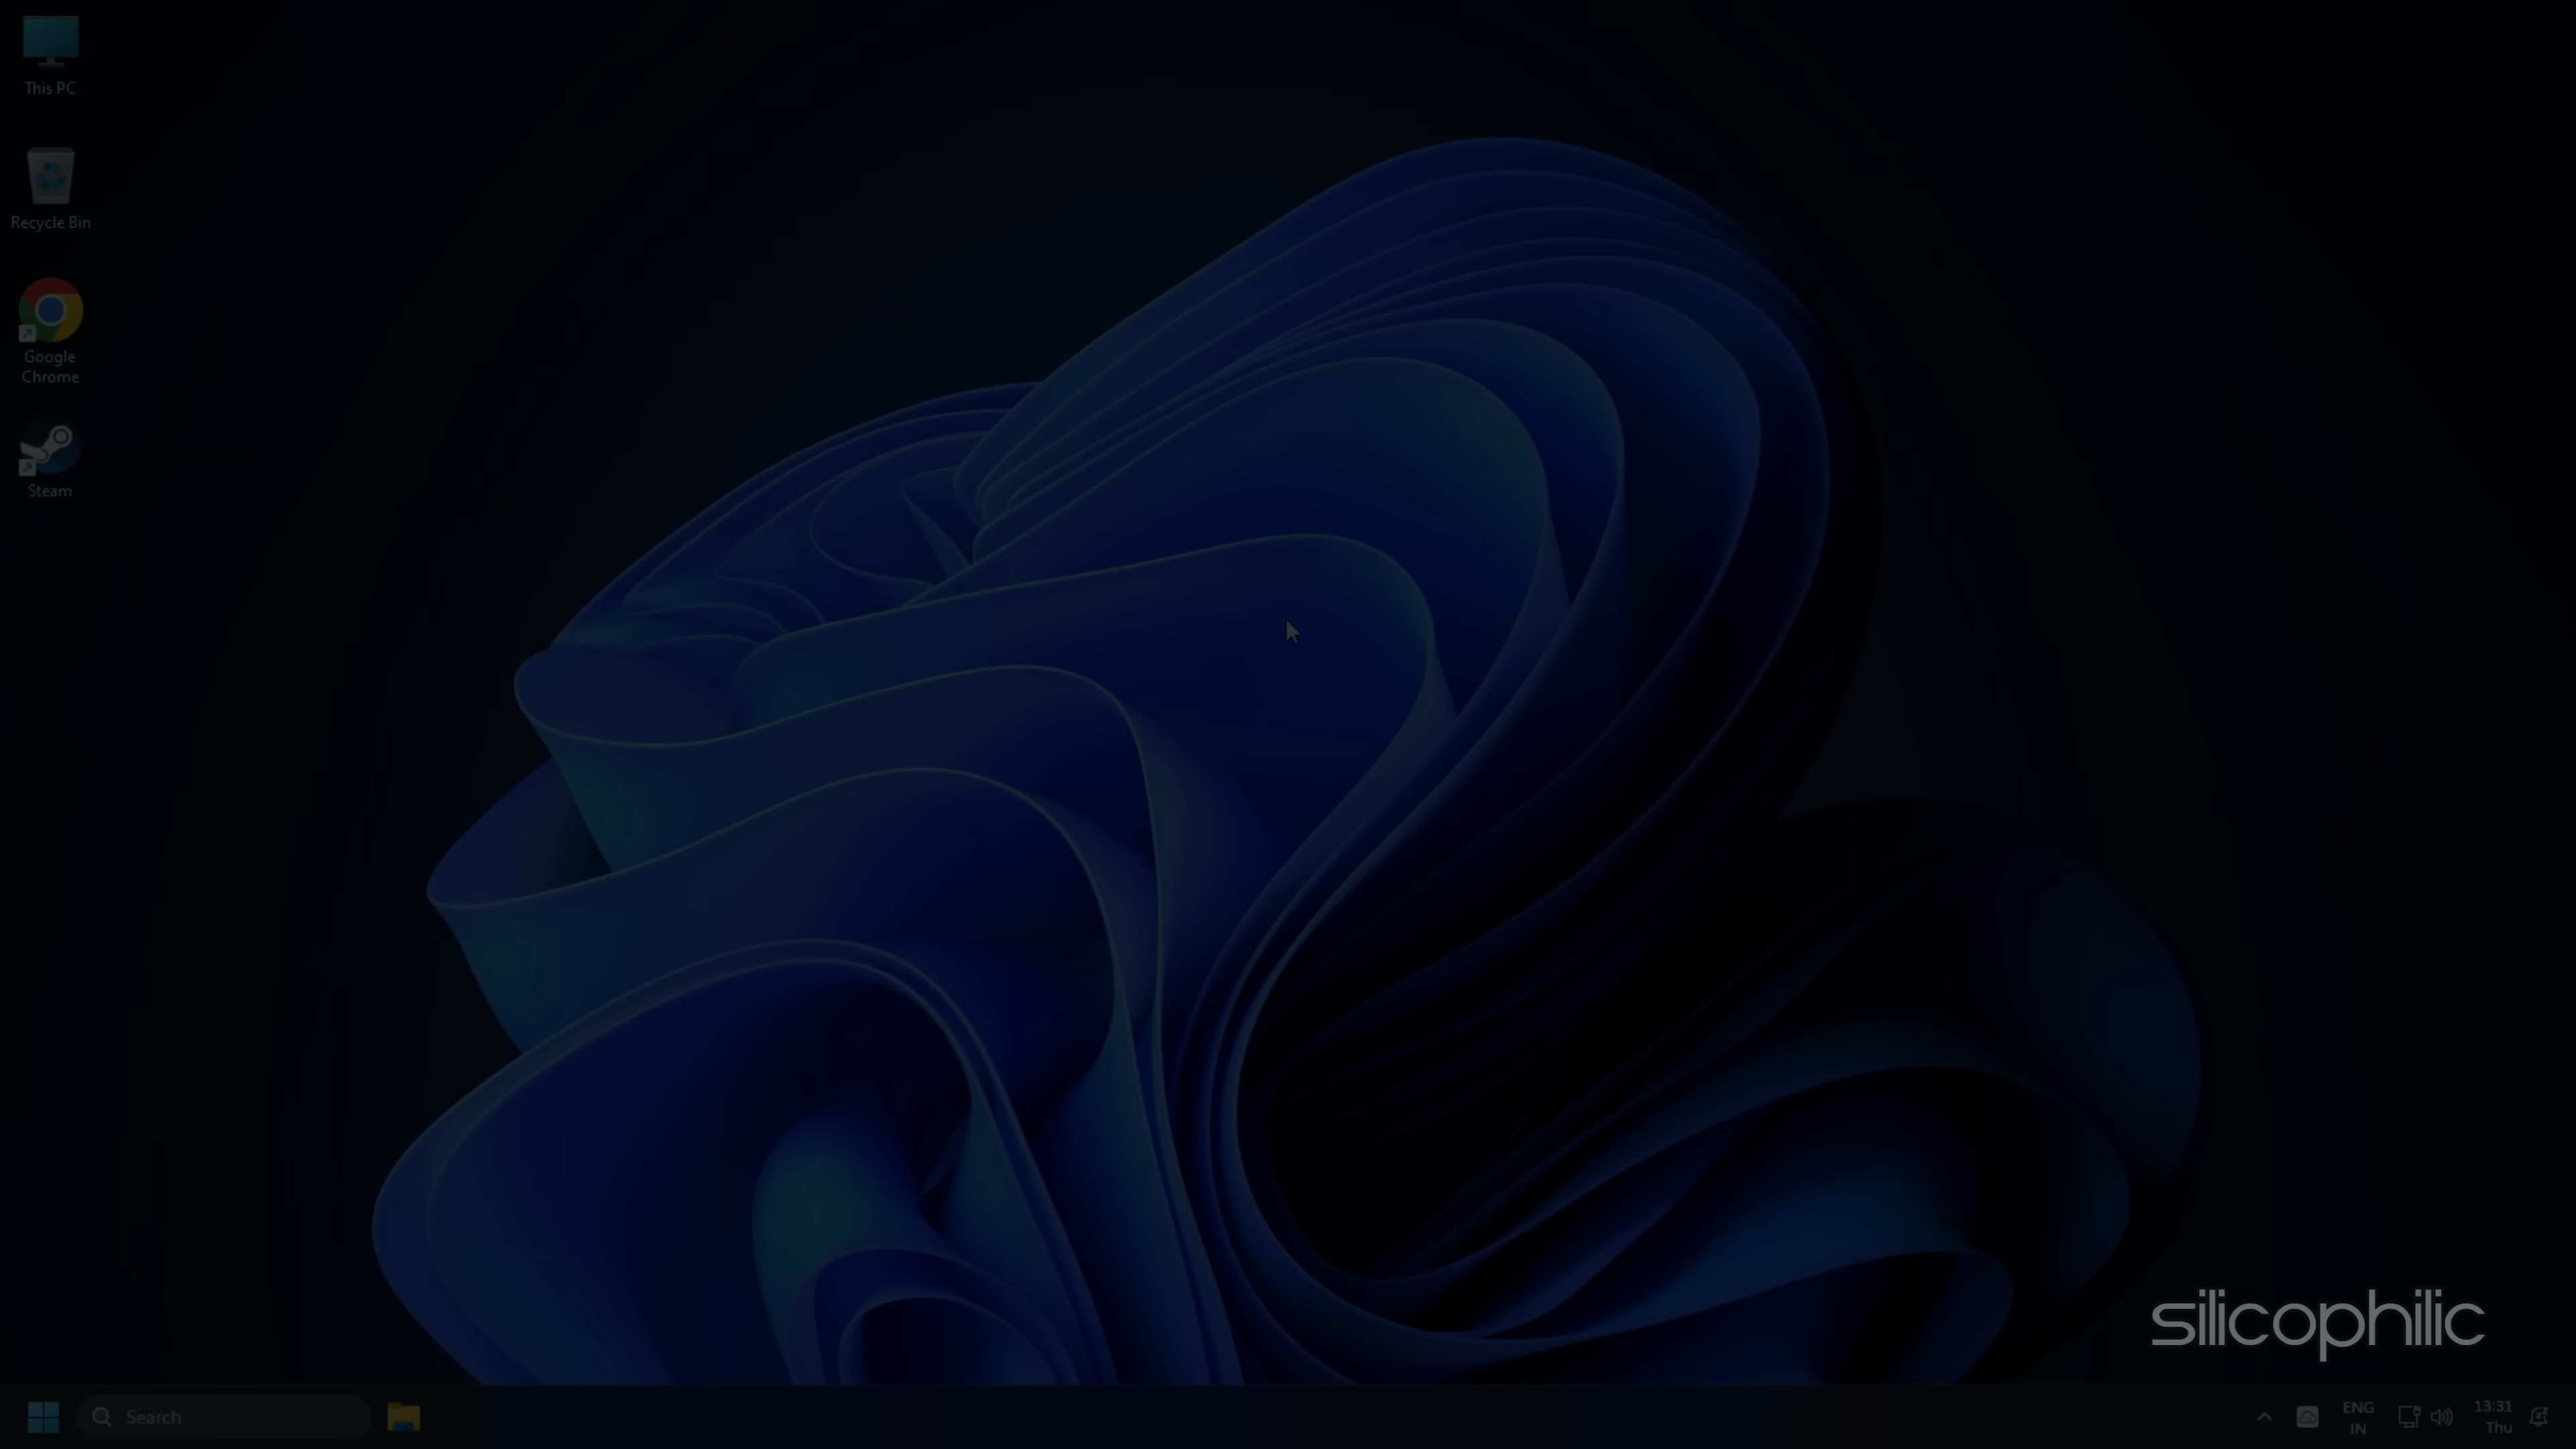 This PC
Recycle Bin
Google
Chrome
Steam
silicophilic
Search
ENG
IN
13:31
Thu